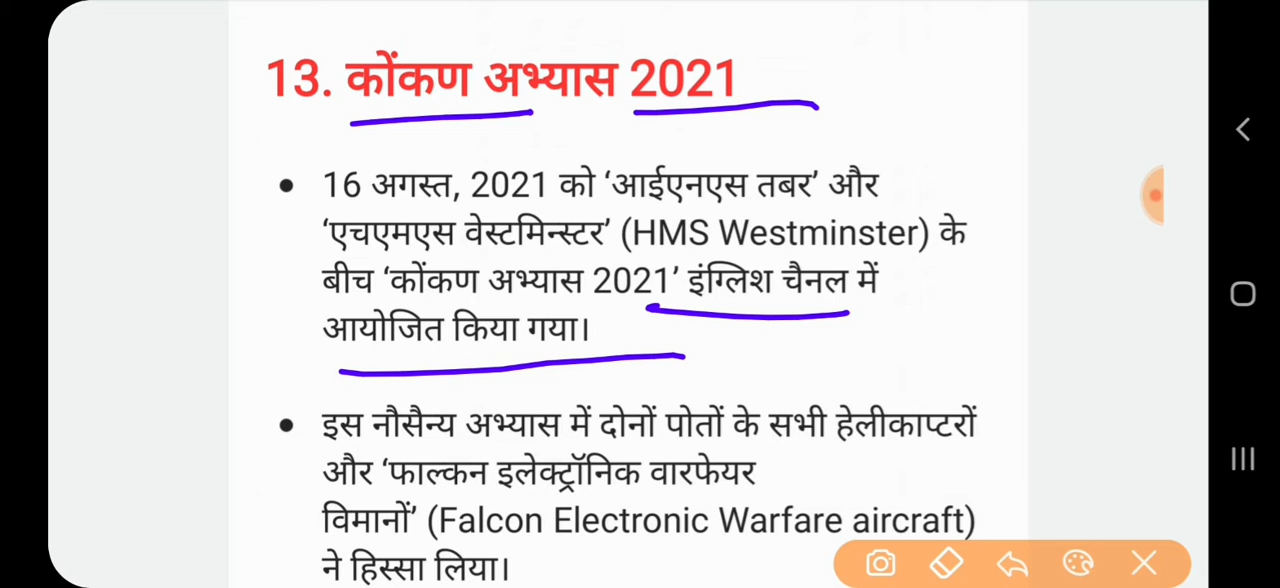 13. कोंकण अभ्यास 2021
• 16 अगस्त, 2021 को ‘आईएनएस तबर’ और
‘एचएमएस वेस्टमिन्स्टर’ (HMS Westminster) के
बीच ‘कोंकण अभ्यास 2021’ इंग्लिश चैनल में
आयोजित किया गया।
• इस नौसैन्य अभ्यास में दोनों पोतों के सभी हेलीकाप्टरों
और ‘फाल्कन इलेक्ट्रॉनिक वारफेयर
विमानों’ (Falcon Electronic Warfare aircraft)
ने हिस्सा लिया।